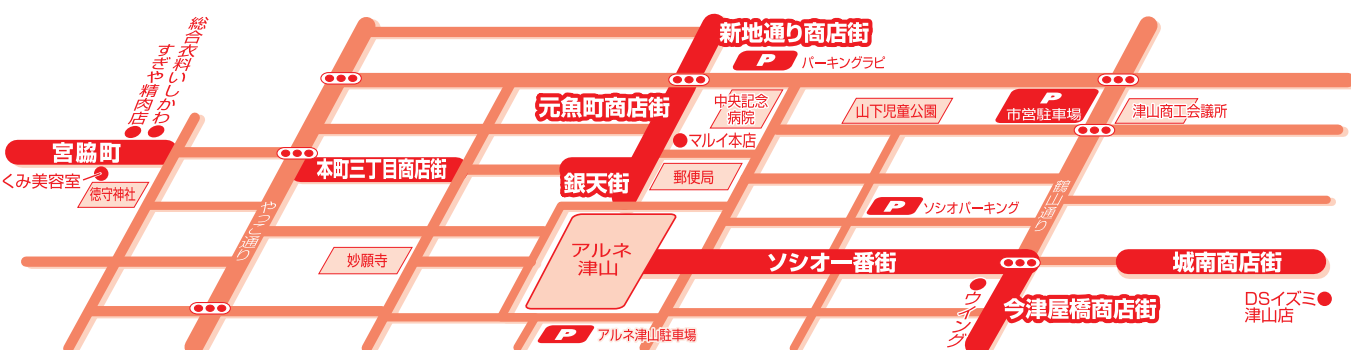 総合衣料いしかわ
すぎや精肉店
宮脇町
くみ美容室
徳守神社
やっこ通り
本町三丁目商店街
妙願寺
新地通り商店街
P
パーキングラビ
元魚町商店街
中央記念
病院
マルイ本店
銀天街
郵便局
アルネ
津山
P
アルネ津山駐車場
山下児童公園
P
市営駐車場
津山商工会議所
鶴山通り
P
ソシオパーキング
ソシオ一番街
城南商店街
ウイング
今津屋橋商店街
DSイズミ
津山店